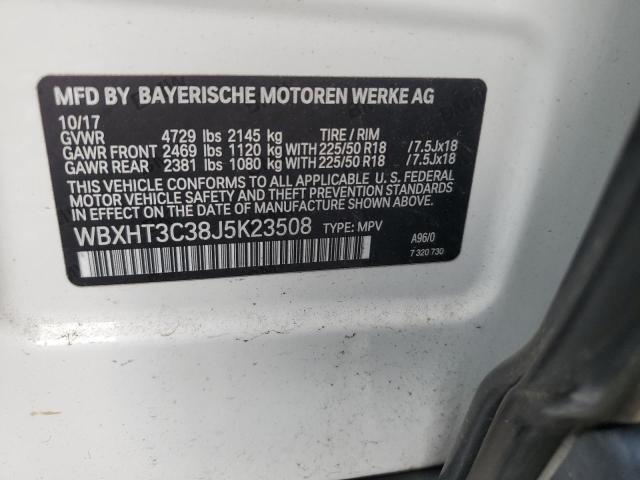 MFD BY BAYERISCHE MOTOREN WERKE AG
10/17
GVWR 4729 lbs 2145 kg TIRE / RIM
GAWR FRONT 2469 lbs 1120 kg WITH 225/50 R18 /7.5Jx18
GAWR REAR 2381 lbs 1080 kg WITH 225/50 R18 /7.5Jx18
THIS VEHICLE CONFORMS TO ALL APPLICABLE U. S. FEDERAL
MOTOR VEHICLE SAFETY AND THEFT PREVENTION STANDARDS
IN EFFECT ON THE DATE OF MANUFACTURE SHOWN ABOVE.
WBXHT3C38J5K23508 TYPE: MPV A96/0
7 320 730